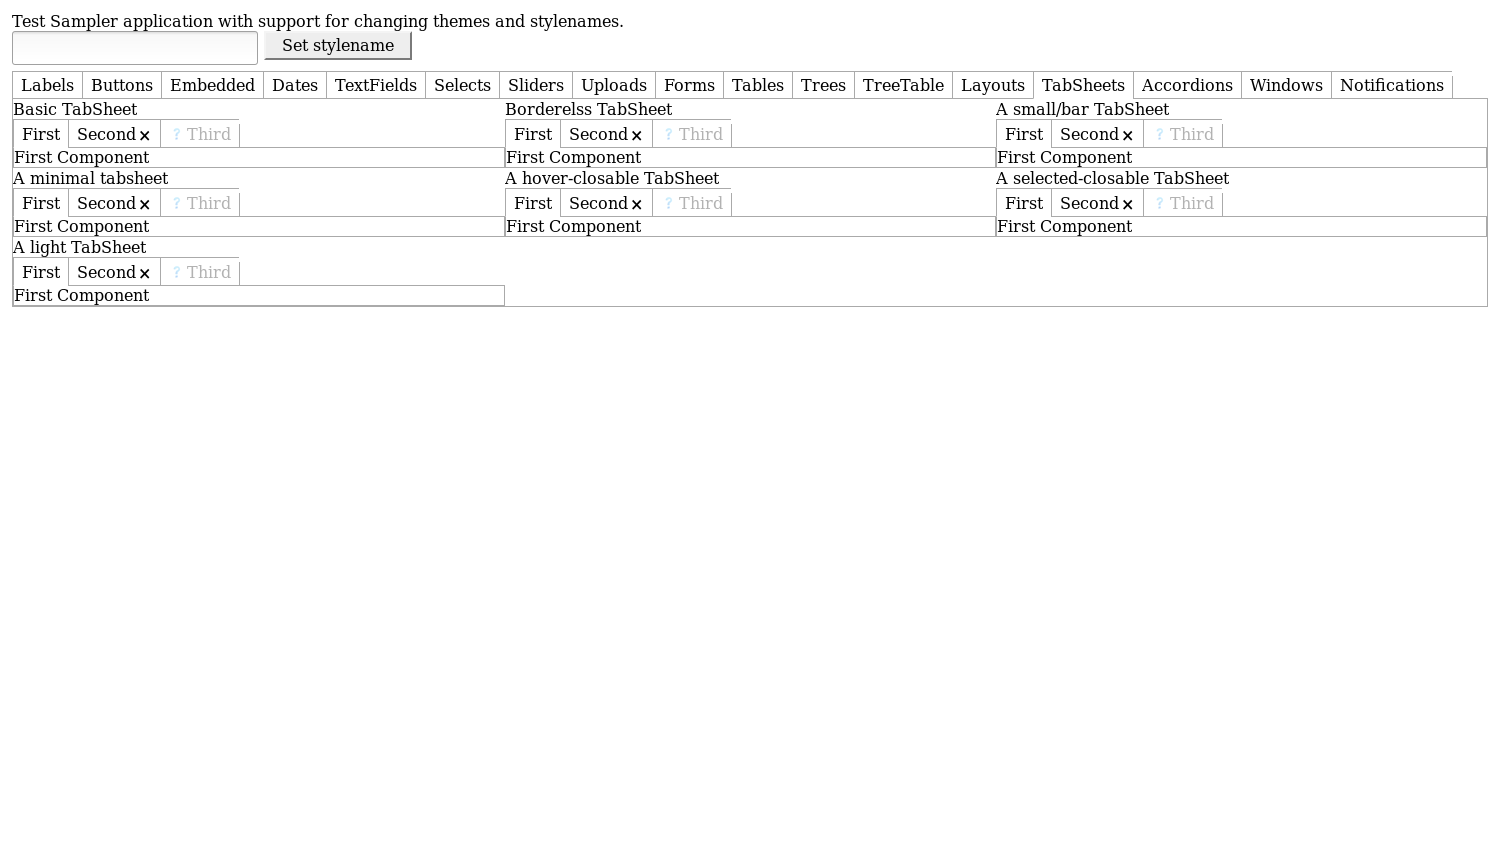 Test Sampler application with support for changing themes and stylenames.
Set stylename
Labels Buttons Embedded Dates TextFields Selects Sliders Uploads Forms Tables Trees TreeTable Layouts TabSheets Accordions Windows Notifications
Basic TabSheet Borderelss TabSheet A small/bar TabSheet
First Second× ? Third First Second× ? Third First Second× ? Third
First Component First Component First Component
A minimal tabsheet A hover-closable TabSheet A selected-closable TabSheet
First Second× ? Third First Second× ? Third First Second× ? Third
First Component First Component First Component
A light TabSheet
First Second× ? Third
First Component